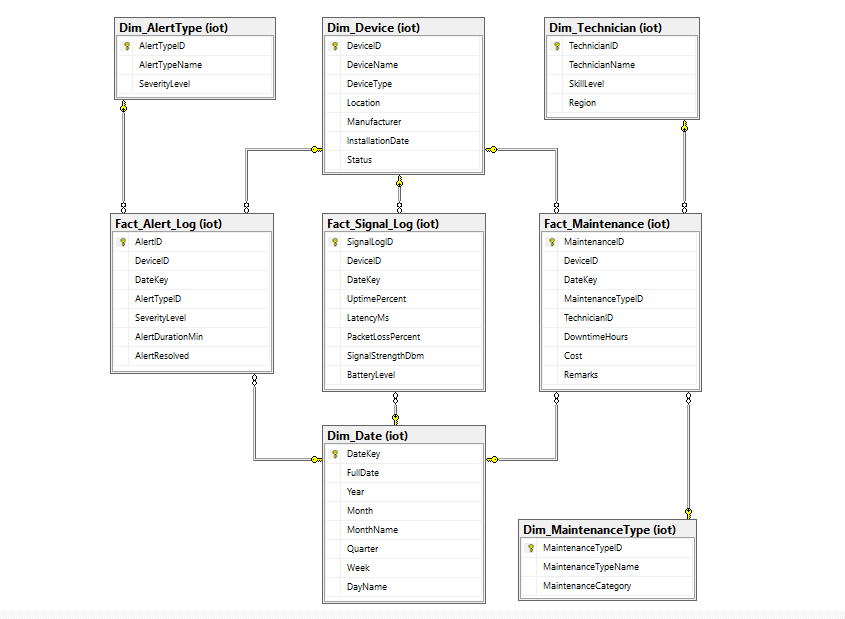 Dim_AlertType (iot)
AlertTypeID
AlertTypeName
SeverityLevel
Dim_Device (iot)
DeviceID
DeviceName
DeviceType
Location
Manufacturer
InstallationDate
Status
Dim_Technician (iot)
TechnicianID
TechnicianName
SkillLevel
Region
Fact_Alert_Log (iot)
AlertID
DeviceID
DateKey
AlertTypeID
SeverityLevel
AlertDurationMin
AlertResolved
Fact_Signal_Log (iot)
SignalLogID
DeviceID
DateKey
UptimePercent
LatencyMs
PacketLossPercent
SignalStrengthDbm
BatteryLevel
Fact_Maintenance (iot)
MaintenanceID
DeviceID
DateKey
MaintenanceTypeID
TechnicianID
DowntimeHours
Cost
Remarks
Dim_Date (iot)
DateKey
FullDate
Year
Month
MonthName
Quarter
Week
DayName
Dim_MaintenanceType (iot)
MaintenanceTypeID
MaintenanceTypeName
MaintenanceCategory